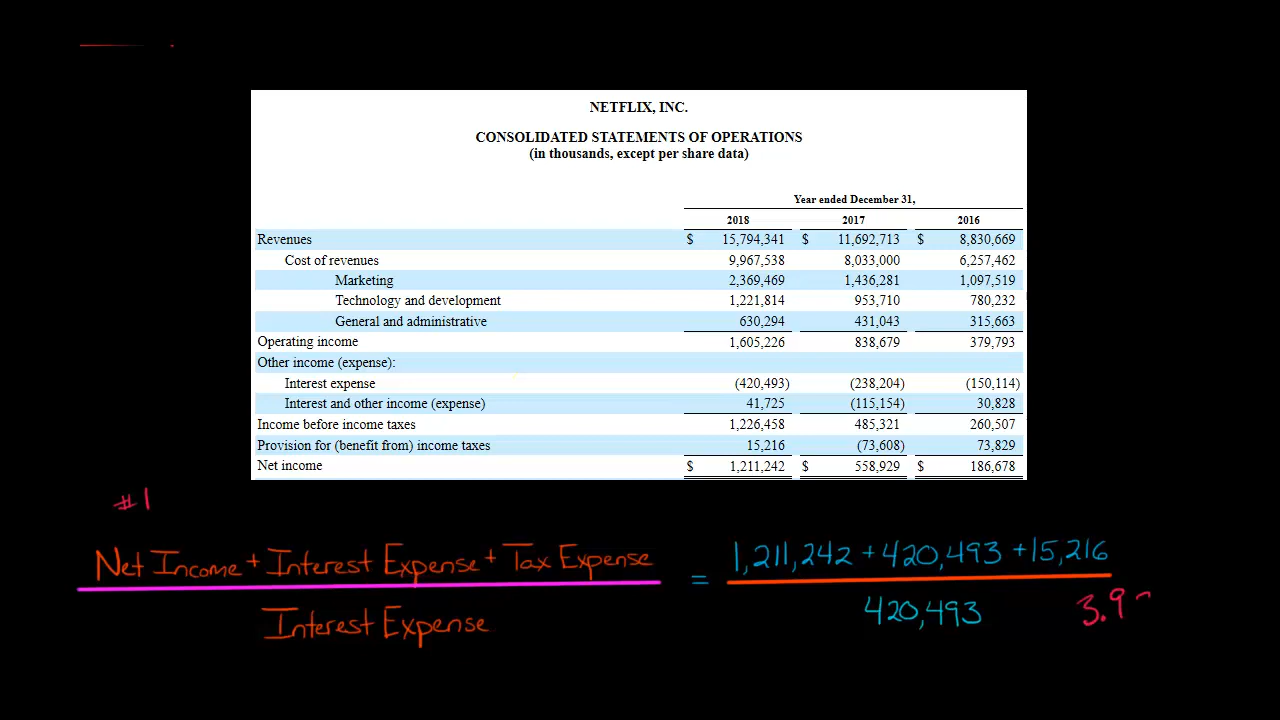 NETFLIX, INC.
CONSOLIDATED STATEMENTS OF OPERATIONS
(in thousands, except per share data)
Year ended December 31,
2018 2017 2016
Revenues $ 15,794,341 $ 11,692,713 $ 8,830,669
Cost of revenues 9,967,538 8,033,000 6,257,462
Marketing 2,369,469 1,436,281 1,097,519
Technology and development 1,221,814 953,710 780,232
General and administrative 630,294 431,043 315,663
Operating income 1,605,226 838,679 379,793
Other income (expense):
Interest expense (420,493) (238,204) (150,114)
Interest and other income (expense) 41,725 (115,154) 30,828
Income before income taxes 1,226,458 485,321 260,507
Provision for (benefit from) income taxes 15,216 (73,608) 73,829
Net income $ 1,211,242 $ 558,929 $ 186,678
#1
Net Income + Interest Expense + Tax Expense = 1,211,242 + 420,493 + 15,216
Interest Expense 420,493 3.9